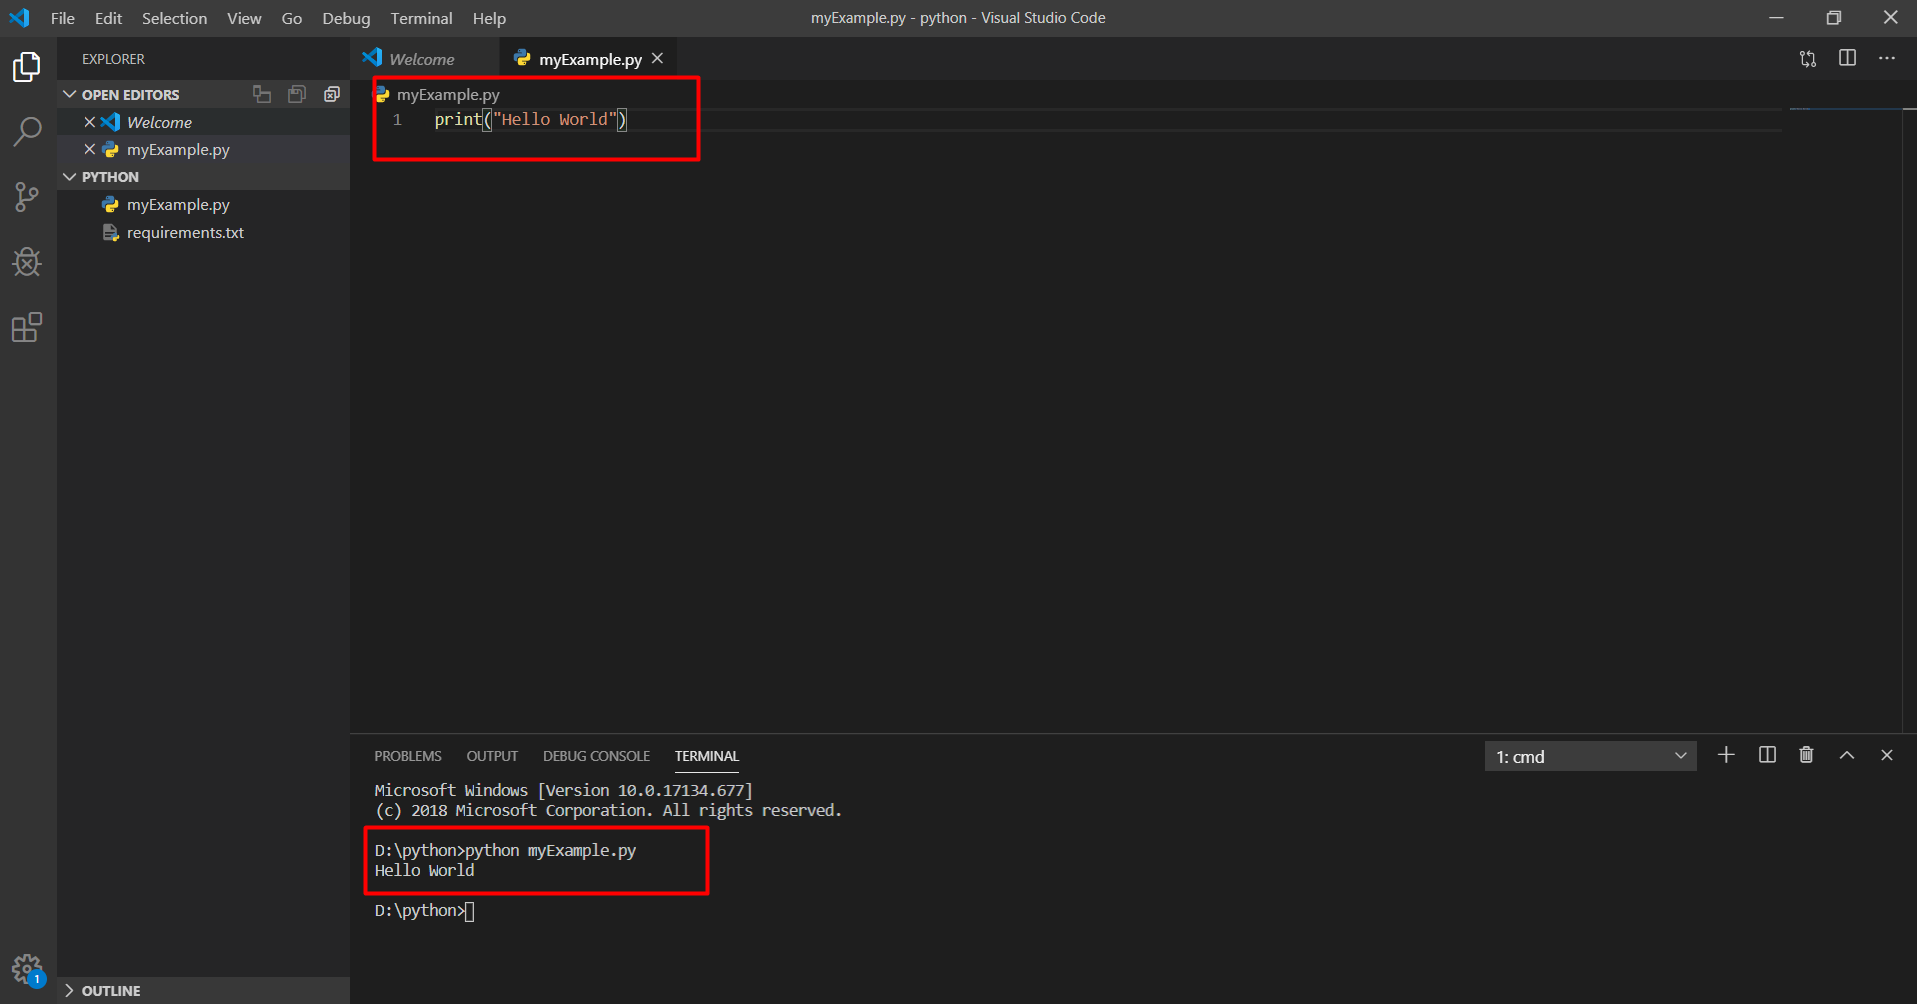 File Edit Selection View Go Debug Terminal Help
myExample.py - python - Visual Studio Code
EXPLORER
OPEN EDITORS
Welcome
myExample.py
PYTHON
myExample.py
requirements.txt
OUTLINE
1
Welcome
myExample.py
myExample.py
1 print("Hello World")
PROBLEMS OUTPUT DEBUG CONSOLE TERMINAL
1: cmd
Microsoft Windows [Version 10.0.17134.677]
(c) 2018 Microsoft Corporation. All rights reserved.
D:\python>python myExample.py
Hello World
D:\python>